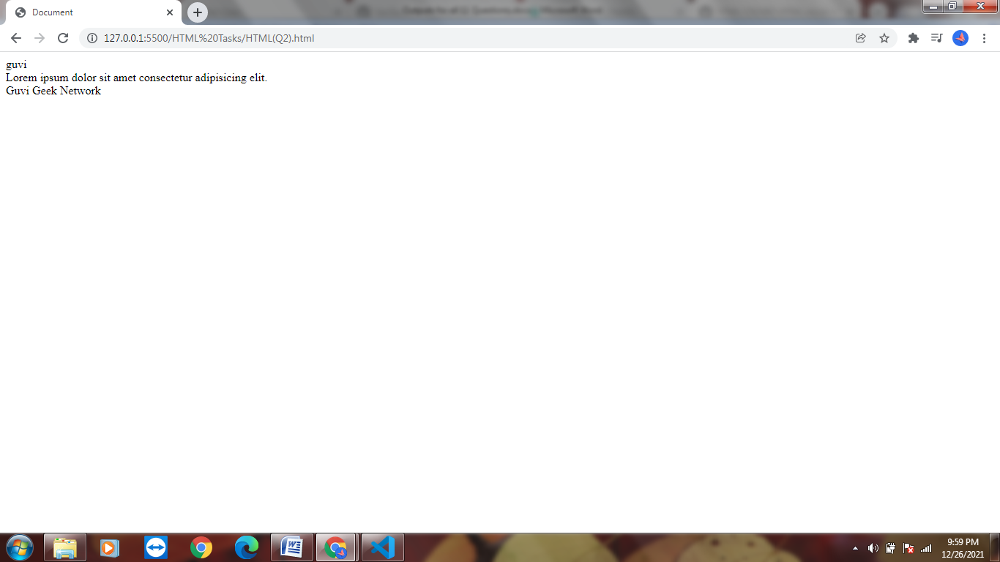 Document
127.0.0.1:5500/HTML%20Tasks/HTML(Q2).html
guvi
Lorem ipsum dolor sit amet consectetur adipisicing elit.
Guvi Geek Network
9:59 PM
12/26/2021